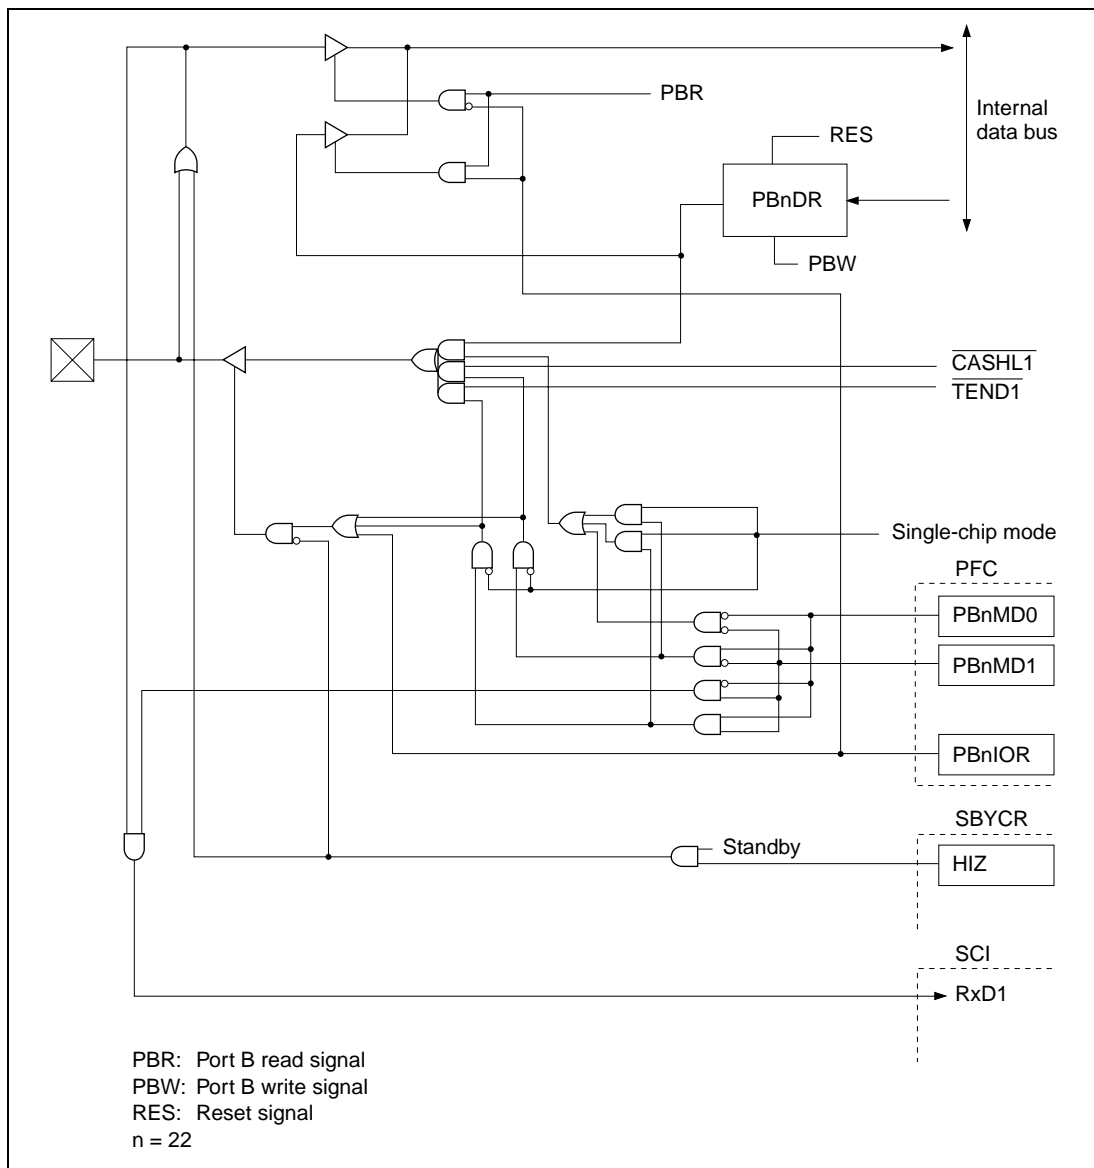 PBR
Internal
data bus
RES
PBnDR
PBW
CASHL1
TEND1
Single-chip mode
PFC
PBnMD0
PBnMD1
PBnIOR
SBYCR
Standby
HIZ
SCI
RxD1
PBR: Port B read signal
PBW: Port B write signal
RES: Reset signal
n = 22